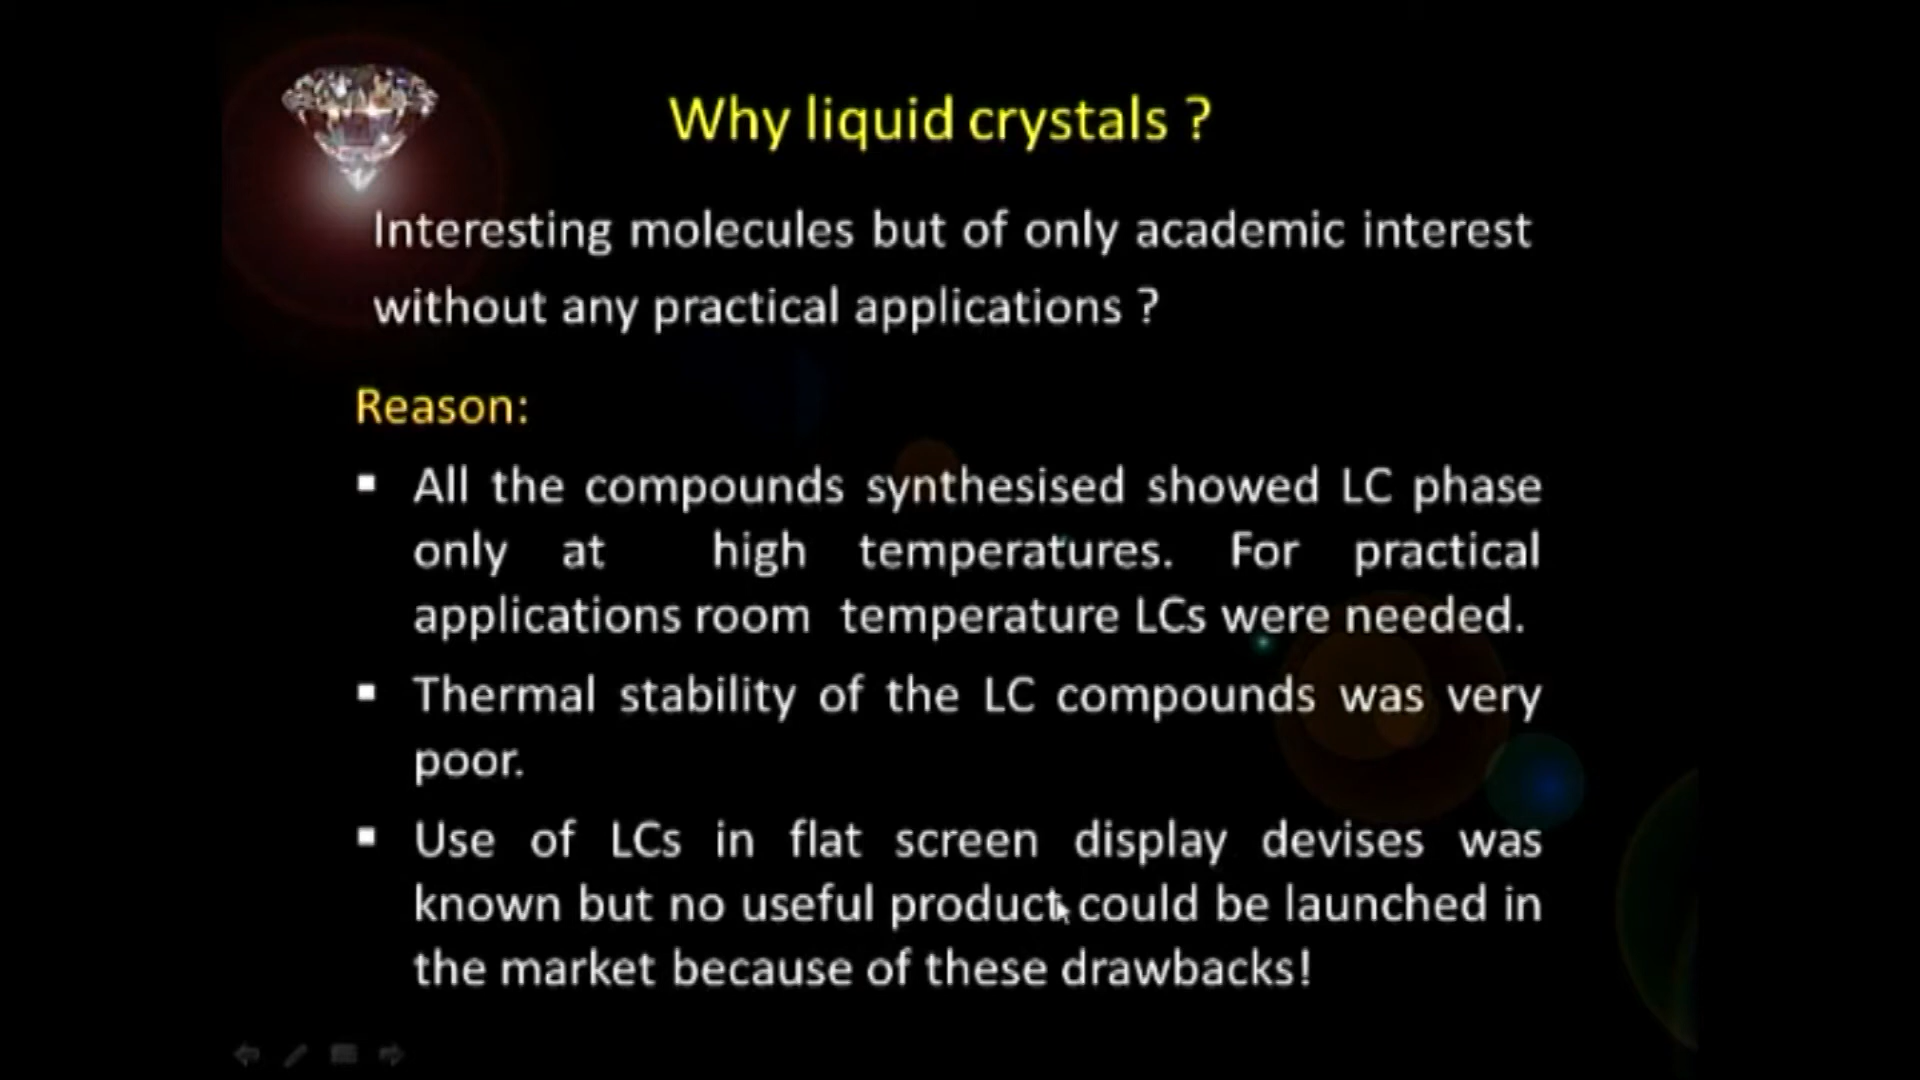 Why liquid crystals ?
Interesting molecules but of only academic interest
without any practical applications ?
Reason:
▪ All the compounds synthesised showed LC phase
only at high temperatures. For practical
applications room temperature LCs were needed.
▪ Thermal stability of the LC compounds was very
poor.
▪ Use of LCs in flat screen display devises was
known but no useful product could be launched in
the market because of these drawbacks!